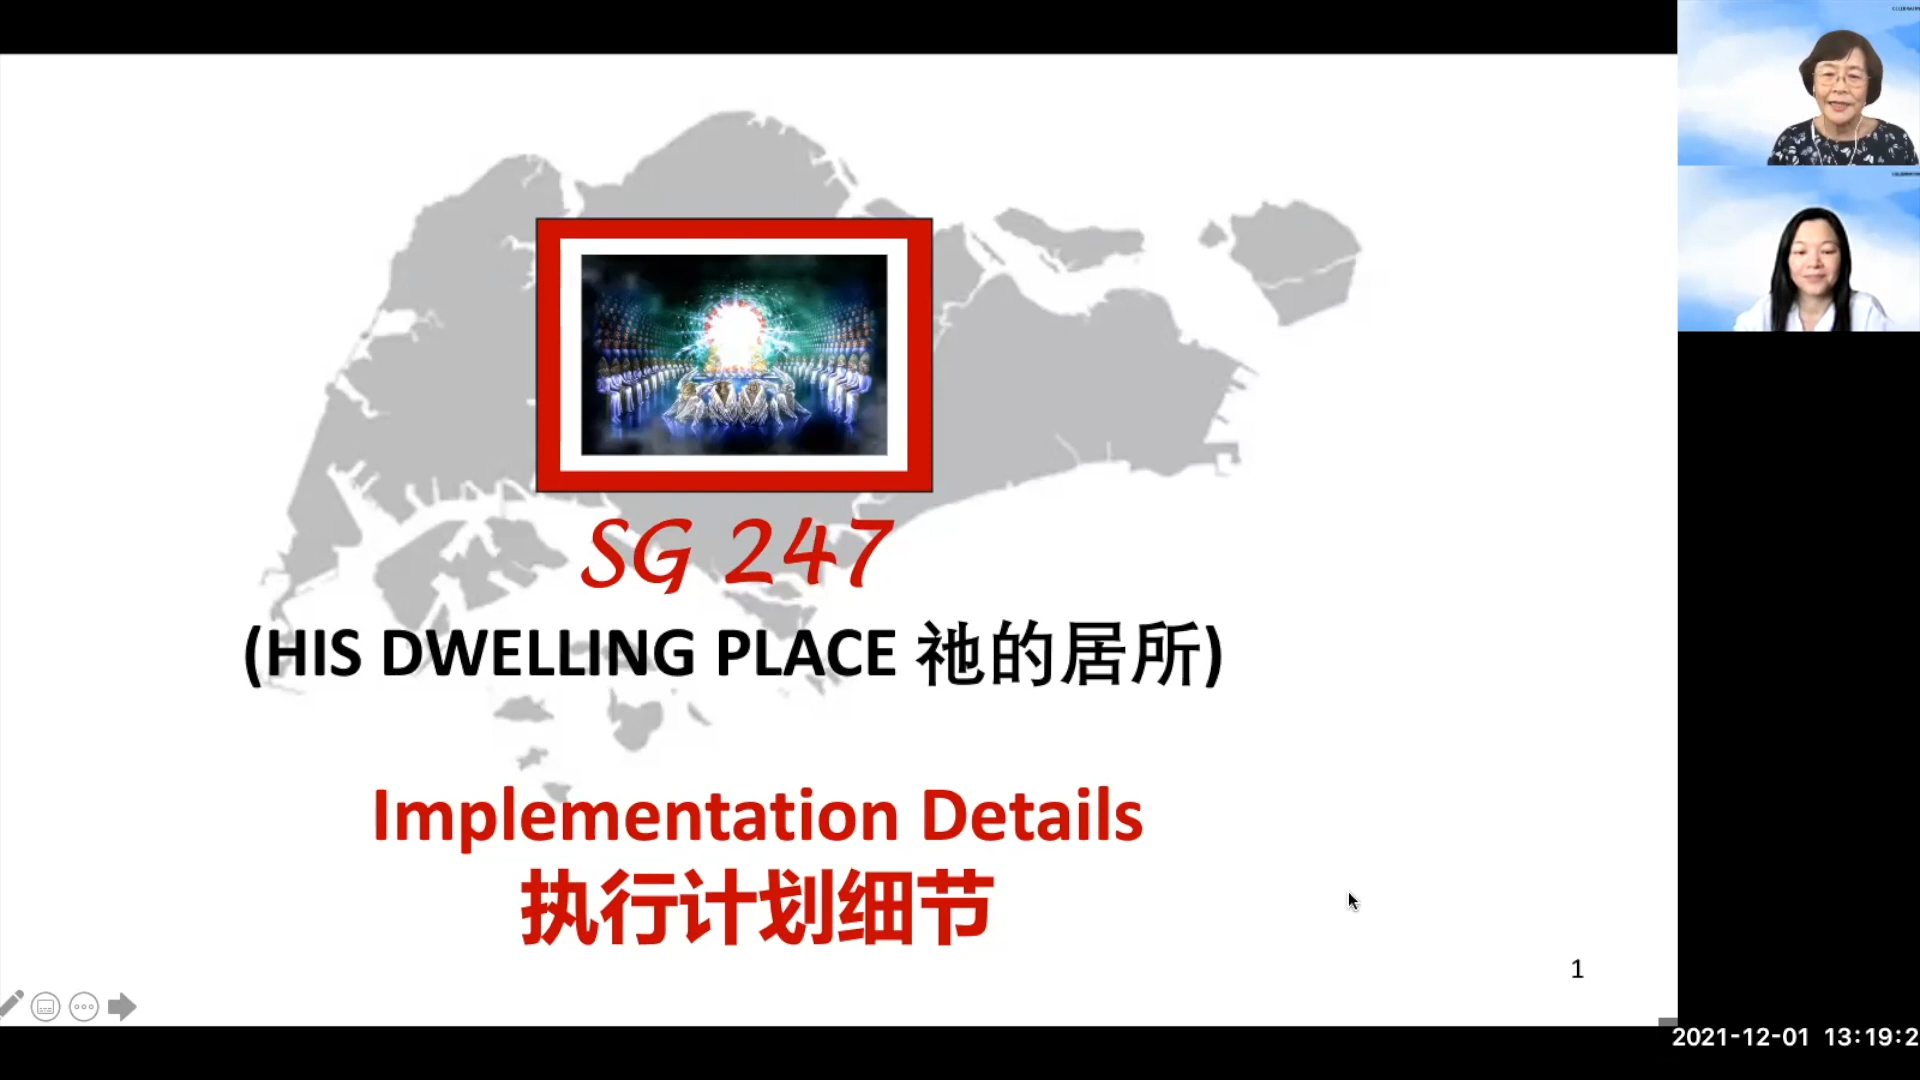 SG 247
(HIS DWELLING PLACE 祂的居所)
Implementation Details
执行计划细节
1
2021-12-01 13:19:2